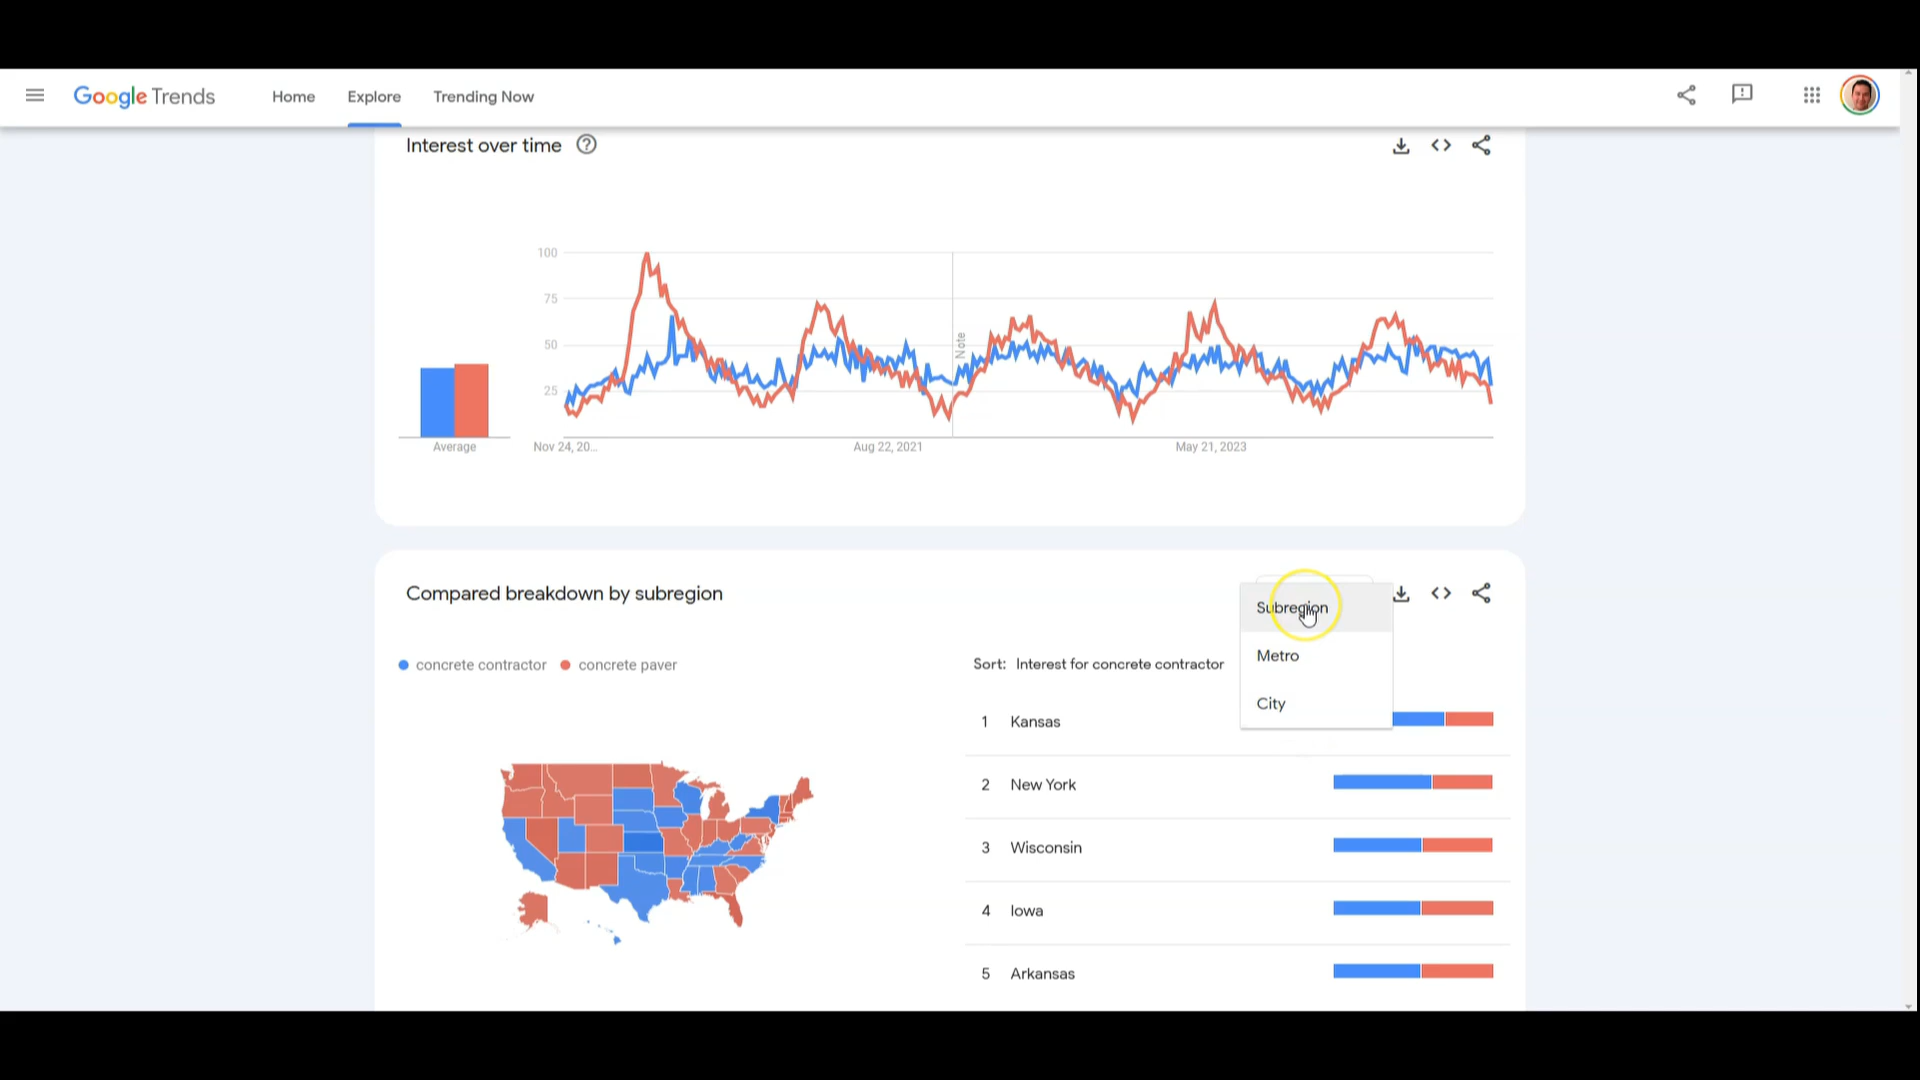 Google Trends
Home
Explore
Trending Now
Interest over time
100
75
50
25
Note
Average
Nov 24, 20...
Aug 22, 2021
May 21, 2023
Compared breakdown by subregion
Subregion
Metro
City
concrete contractor
concrete paver
Sort: Interest for concrete contractor
1 Kansas
2 New York
3 Wisconsin
4 Iowa
5 Arkansas